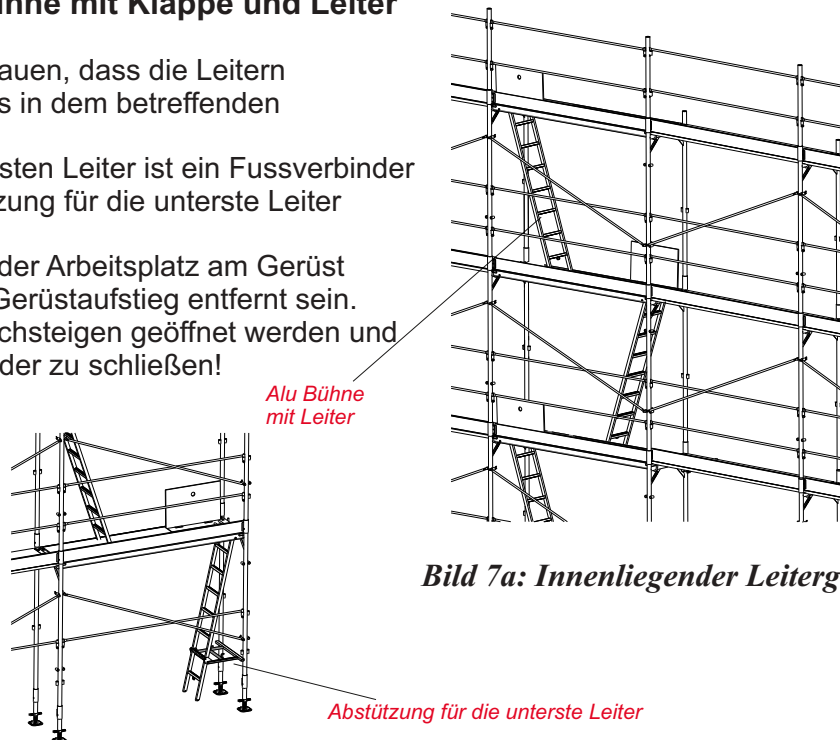 ühne mit Klappe und Leiter
auen, dass die Leitern
s in dem betreffenden
sten Leiter ist ein Fussverbinder
zung für die unterste Leiter
der Arbeitsplatz am Gerüst
Gerüstaufstieg entfernt sein.
chsteigen geöffnet werden und
der zu schließen!
Alu Bühne
mit Leiter
Bild 7a: Innenliegender Leiterg
Abstützung für die unterste Leiter